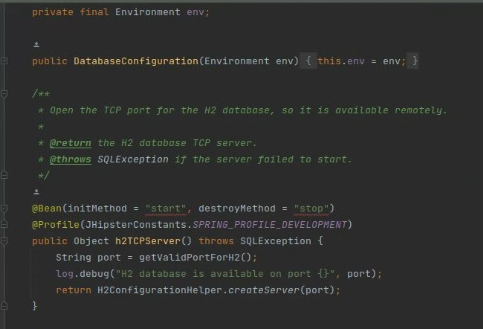 private final Environment env;
public DatabaseConfiguration(Environment env) { this.env = env; }
/**
* Open the TCP port for the H2 database, so it is available remotely.
*
* @return the H2 database TCP server.
* @throws SQLException if the server failed to start.
*/
@Bean(initMethod = "start", destroyMethod = "stop")
@Profile(JHipsterConstants.SPRING_PROFILE_DEVELOPMENT)
public Object h2TCPServer() throws SQLException {
String port = getValidPortForH2();
log.debug("H2 database is available on port {}", port);
return H2ConfigurationHelper.createServer(port);
}